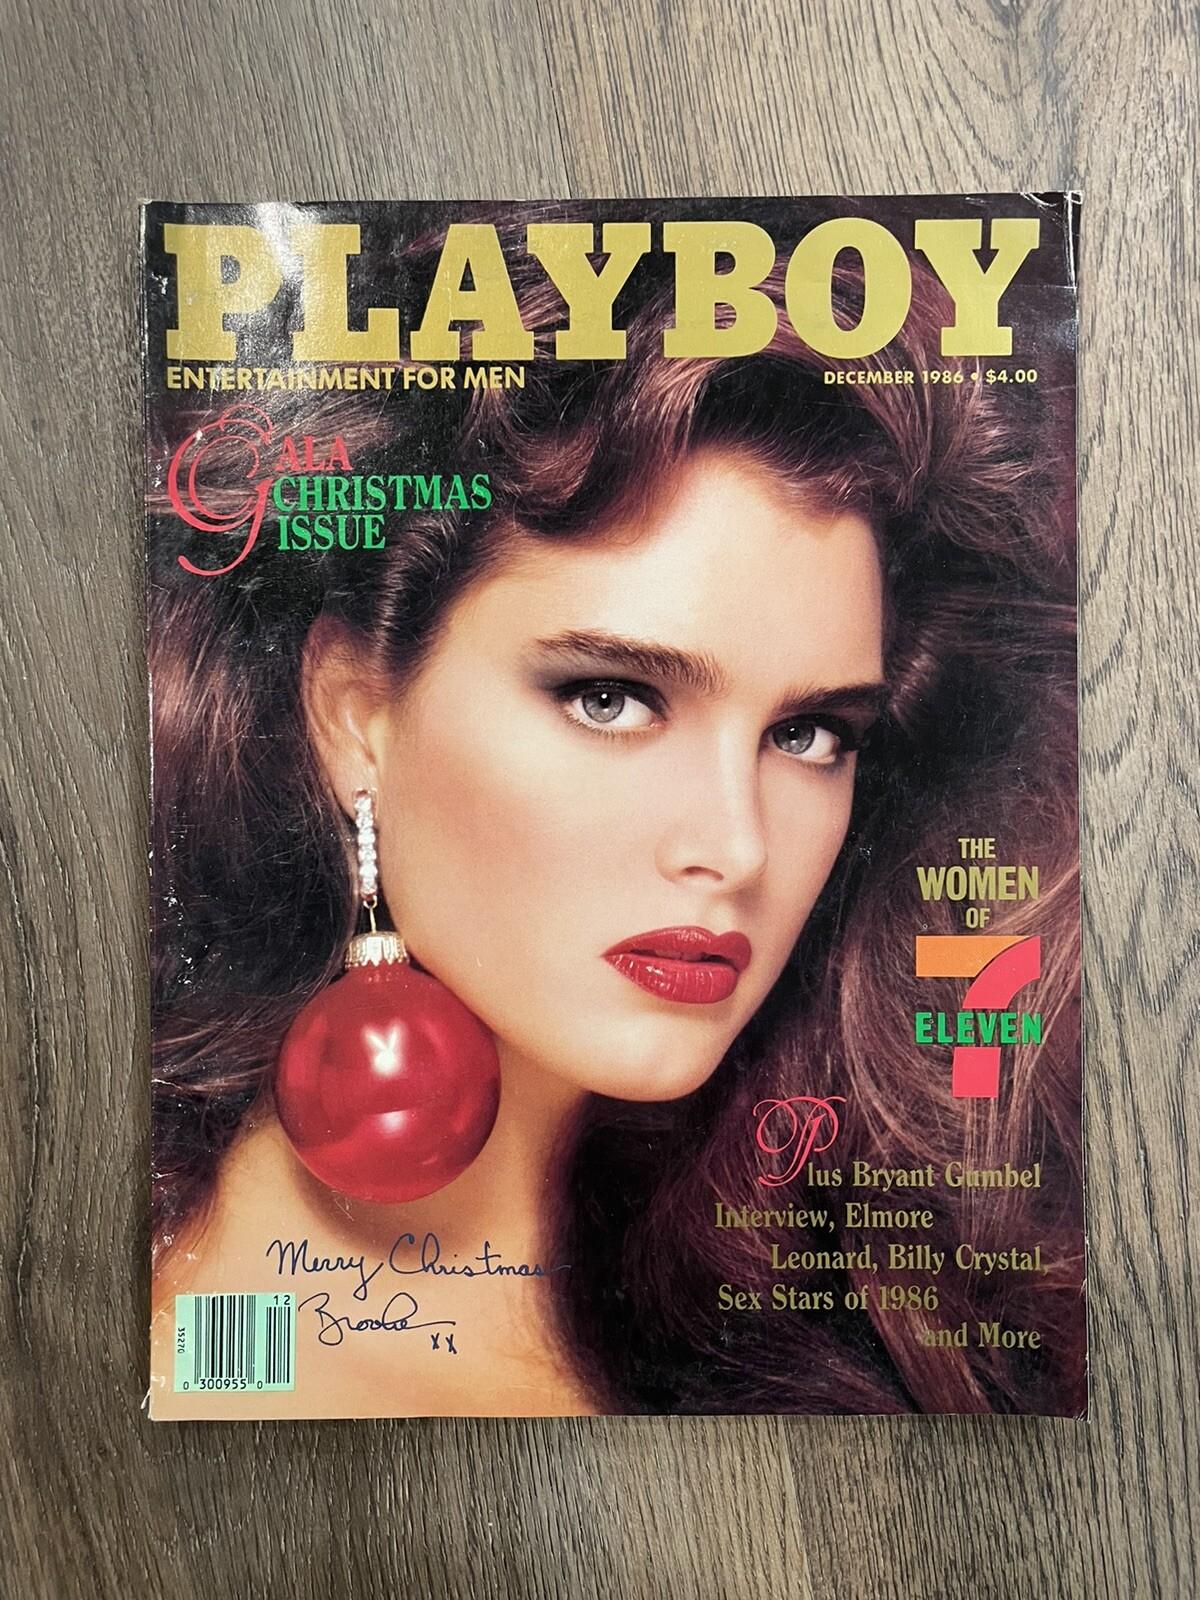 PLAYBOY
ENTERTAINMENT FOR MEN
DECEMBER 1986 • $4.00
GALA
CHRISTMAS
ISSUE
THE
WOMEN
OF
7
ELEVEN
Plus Bryant Gumbel
Interview, Elmore
Leonard, Billy Crystal,
Sex Stars of 1986
and More
Merry Christmas
Brooke
xx
12
35270
0 300955 0